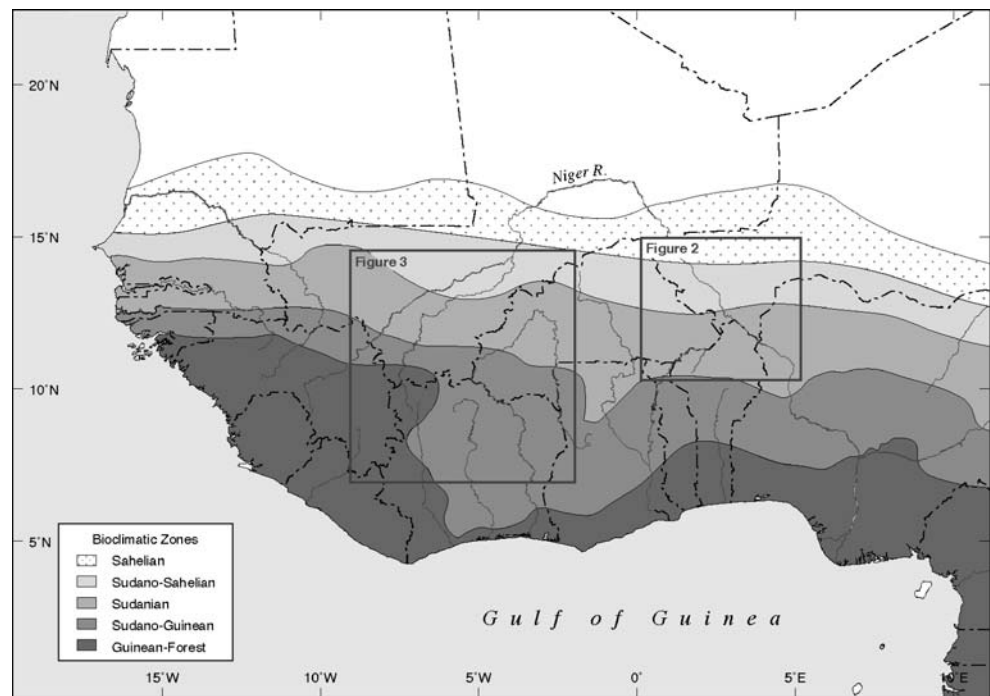 20°N
15°N
10°N
5°N
Niger R.
Figure 2
Figure 3
Bioclimatic Zones
Sahelian
Sudano-Sahelian
Sudanian
Sudano-Guinean
Guinean-Forest
Gulf of Guinea
15°W
10°W
5°W
0°
5°E
10°E